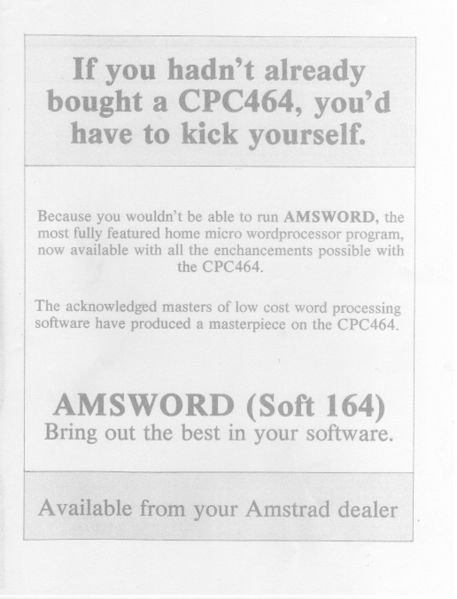 If you hadn't already
bought a CPC464, you'd
have to kick yourself.
Because you wouldn't be able to run AMSWORD, the
most fully featured home micro wordprocessor program,
now available with all the enchancements possible with
the CPC464.
The acknowledged masters of low cost word processing
software have produced a masterpiece on the CPC464.
AMSWORD (Soft 164)
Bring out the best in your software.
Available from your Amstrad dealer